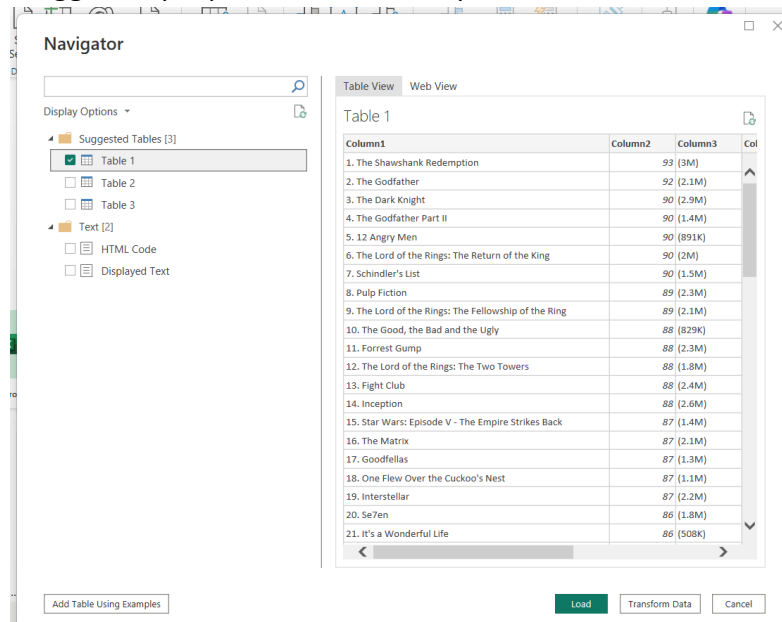 Navigator
Display Options
Suggested Tables [3]
Table 1
Table 2
Table 3
Text [2]
HTML Code
Displayed Text
Table View Web View
Table 1
Column1 Column2 Column3 Col
1. The Shawshank Redemption 93 (3M)
2. The Godfather 92 (2.1M)
3. The Dark Knight 90 (2.9M)
4. The Godfather Part II 90 (1.4M)
5. 12 Angry Men 90 (891K)
6. The Lord of the Rings: The Return of the King 90 (2M)
7. Schindler's List 90 (1.5M)
8. Pulp Fiction 89 (2.3M)
9. The Lord of the Rings: The Fellowship of the Ring 89 (2.1M)
10. The Good, the Bad and the Ugly 88 (829K)
11. Forrest Gump 88 (2.3M)
12. The Lord of the Rings: The Two Towers 88 (1.8M)
13. Fight Club 88 (2.4M)
14. Inception 88 (2.6M)
15. Star Wars: Episode V - The Empire Strikes Back 87 (1.4M)
16. The Matrix 87 (2.1M)
17. Goodfellas 87 (1.3M)
18. One Flew Over the Cuckoo's Nest 87 (1.1M)
19. Interstellar 87 (2.2M)
20. Se7en 86 (1.8M)
21. It's a Wonderful Life 86 (508K)
Add Table Using Examples
Load Transform Data Cancel